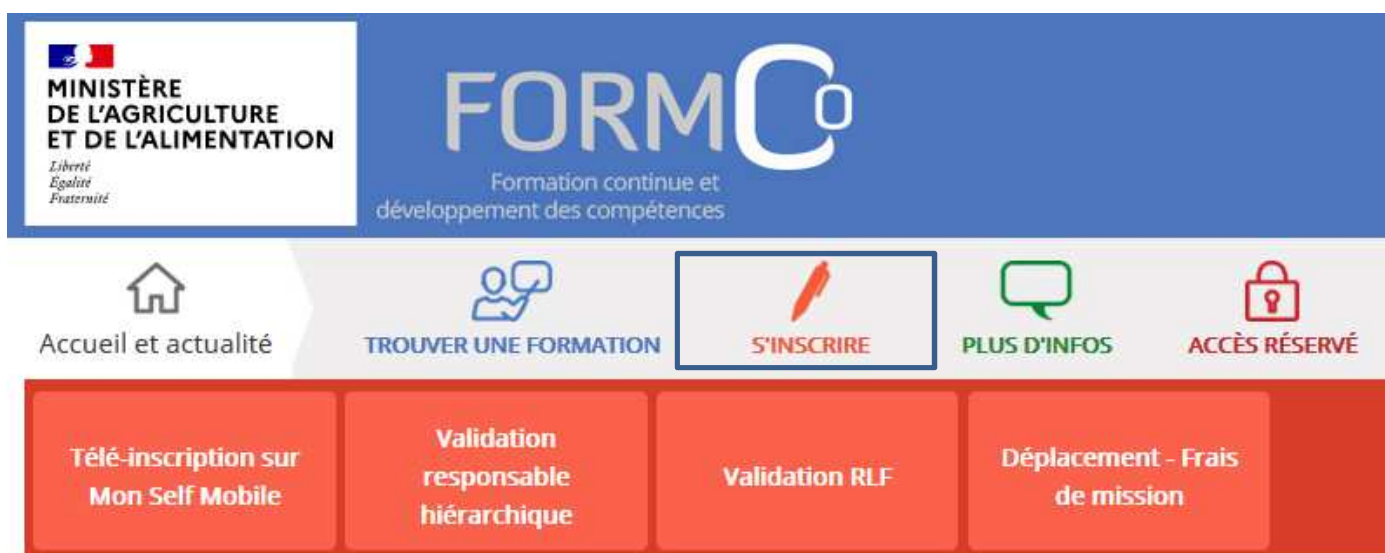 MINISTÈRE
DE L'AGRICULTURE
ET DE L'ALIMENTATION
Liberté
Égalité
Fraternité
FORMCo
Formation continue et
développement des compétences
Accueil et actualité
TROUVER UNE FORMATION
S'INSCRIRE
PLUS D'INFOS
ACCÈS RÉSERVÉ
Télé-inscription sur
Mon Self Mobile
Validation
responsable
hiérarchique
Validation RLF
Déplacement - Frais
de mission